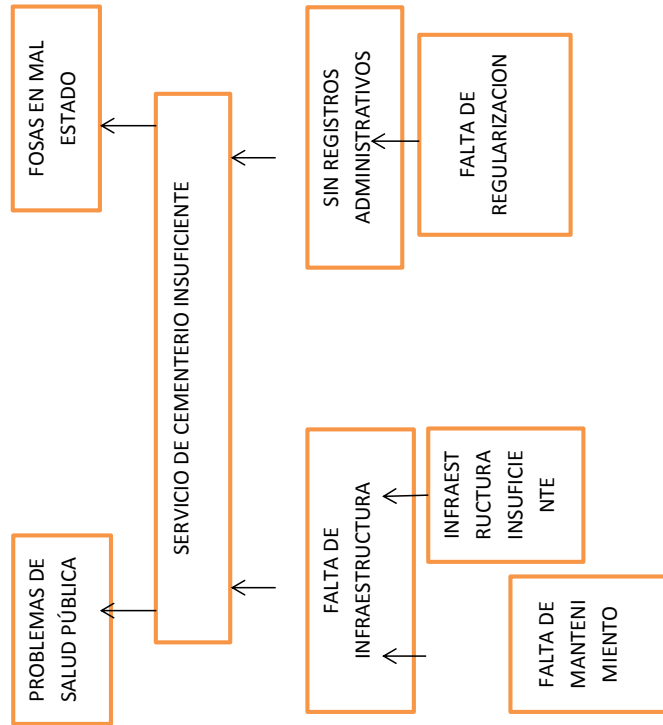 PROBLEMAS DE
SALUD PÚBLICA
FOSAS EN MAL
ESTADO
SERVICIO DE CEMENTERIO INSUFICIENTE
FALTA DE
INFRAESTRUCTURA
SIN REGISTROS
ADMINISTRATIVOS
FALTA DE
MANTENI
MIENTO
INFRAEST
RUCTURA
INSUFICIE
NTE
FALTA DE
REGULARIZACION